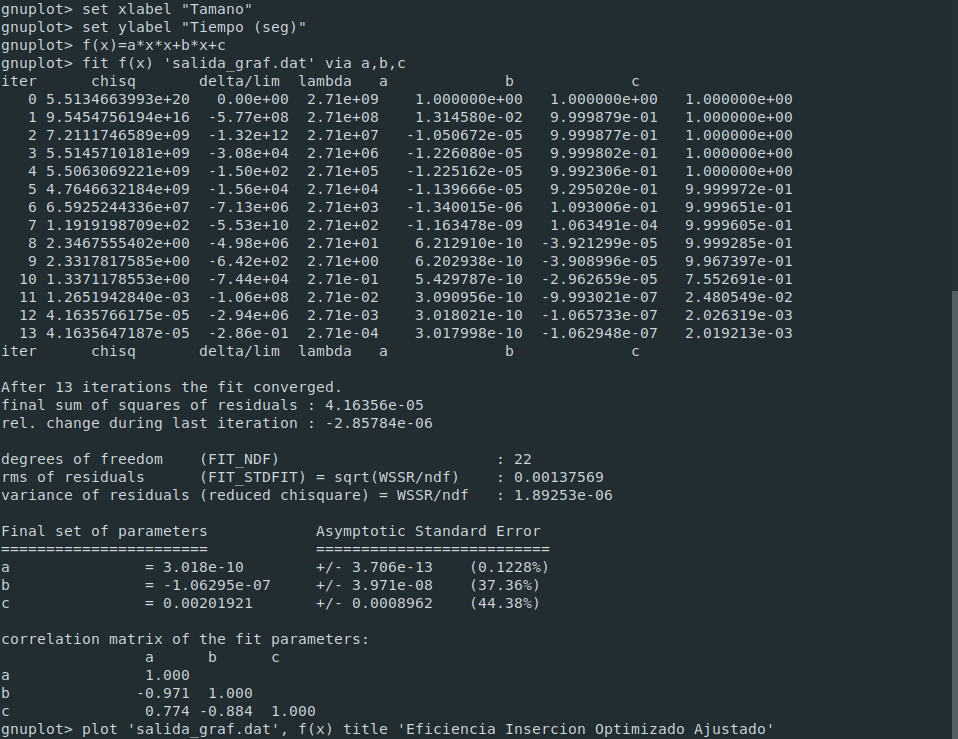 gnuplot> set xlabel "Tamano"
gnuplot> set ylabel "Tiempo (seg)"
gnuplot> f(x)=a*x*x+b*x+c
gnuplot> fit f(x) 'salida_graf.dat' via a,b,c
iter      chisq       delta/lim  lambda   a             b             c
   0 5.5134663993e+20   0.00e+00  2.71e+09    1.000000e+00   1.000000e+00   1.000000e+00
   1 9.5454756194e+16  -5.77e+08  2.71e+08    1.314580e-02   9.999879e-01   1.000000e+00
   2 7.2111746589e+09  -1.32e+12  2.71e+07   -1.050672e-05   9.999877e-01   1.000000e+00
   3 5.5145710181e+09  -3.08e+04  2.71e+06   -1.226080e-05   9.999802e-01   1.000000e+00
   4 5.5063069221e+09  -1.50e+02  2.71e+05   -1.225162e-05   9.992306e-01   1.000000e+00
   5 4.7646632184e+09  -1.56e+04  2.71e+04   -1.139666e-05   9.295020e-01   9.999972e-01
   6 6.5925244336e+07  -7.13e+06  2.71e+03   -1.340015e-06   1.093006e-01   9.999651e-01
   7 1.1919198709e+02  -5.53e+10  2.71e+02   -1.163478e-09   1.063491e-04   9.999605e-01
   8 2.3467555402e+00  -4.98e+06  2.71e+01    6.212910e-10  -3.921299e-05   9.999285e-01
   9 2.3317817585e+00  -6.42e+02  2.71e+00    6.202938e-10  -3.908996e-05   9.967397e-01
  10 1.3371178553e+00  -7.44e+04  2.71e-01    5.429787e-10  -2.962659e-05   7.552691e-01
  11 1.2651942840e-03  -1.06e+08  2.71e-02    3.090956e-10  -9.993021e-07   2.480549e-02
  12 4.1635766175e-05  -2.94e+06  2.71e-03    3.018021e-10  -1.065733e-07   2.026319e-03
  13 4.1635647187e-05  -2.86e-01  2.71e-04    3.017998e-10  -1.062948e-07   2.019213e-03
iter      chisq       delta/lim  lambda   a             b             c
After 13 iterations the fit converged.
final sum of squares of residuals : 4.16356e-05
rel. change during last iteration : -2.85784e-06
degrees of freedom    (FIT_NDF)                        : 22
rms of residuals      (FIT_STDFIT) = sqrt(WSSR/ndf)    : 0.00137569
variance of residuals (reduced chisquare) = WSSR/ndf   : 1.89253e-06
Final set of parameters            Asymptotic Standard Error
=======================            ==========================
a               = 3.018e-10        +/- 3.706e-13    (0.1228%)
b               = -1.06295e-07     +/- 3.971e-08    (37.36%)
c               = 0.00201921       +/- 0.0008962    (44.38%)
correlation matrix of the fit parameters:
                a      b      c
a               1.000
b              -0.971  1.000
c               0.774 -0.884  1.000
gnuplot> plot 'salida_graf.dat', f(x) title 'Eficiencia Insercion Optimizado Ajustado'